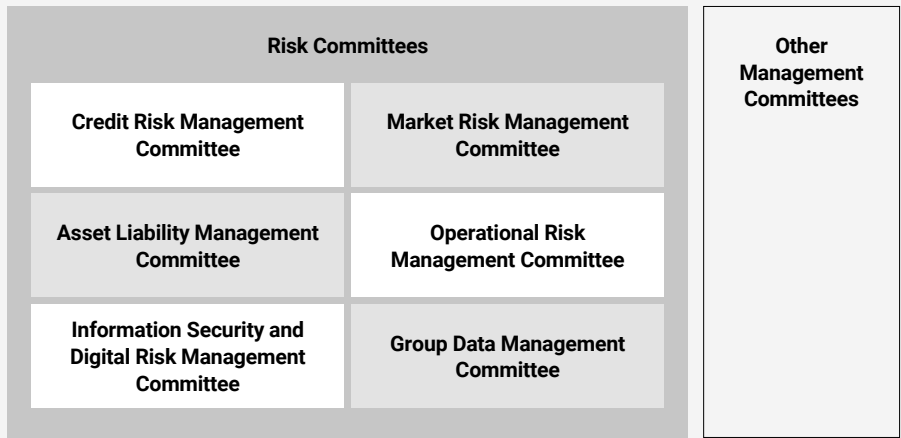 Risk Committees
Credit Risk Management
Committee
Market Risk Management
Committee
Asset Liability Management
Committee
Operational Risk
Management Committee
Information Security and
Digital Risk Management
Committee
Group Data Management
Committee
Other
Management
Committees